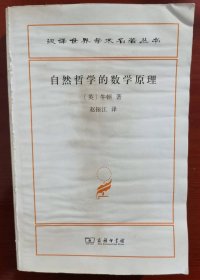 汉译世界学术名著丛书
自然哲学的数学原理
〔英〕牛顿 著
赵振江 译
商务印书馆